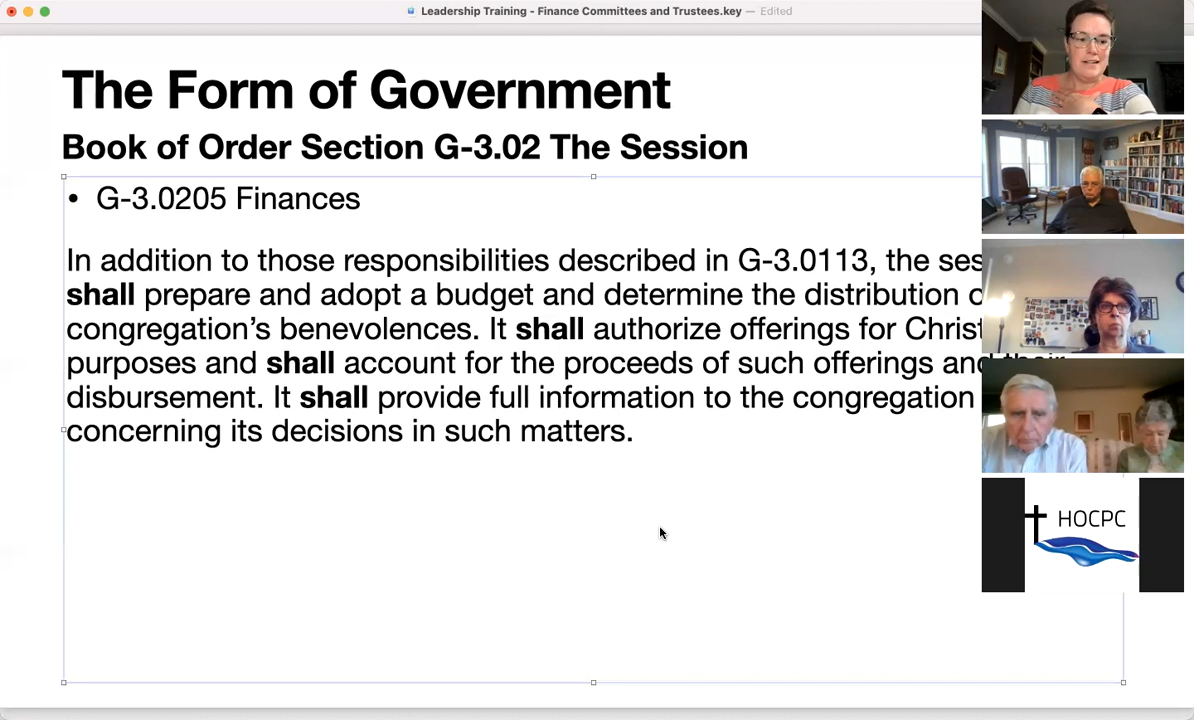 Leadership Training - Finance Committees and Trustees.key — Edited
The Form of Government
Book of Order Section G-3.02 The Session
• G-3.0205 Finances
In addition to those responsibilities described in G-3.0113, the
shall prepare and adopt a budget and determine the distribution
congregation's benevolences. It shall authorize offerings for
purposes and shall account for the proceeds of such offerings and their
disbursement. It shall provide full information to the congregation
concerning its decisions in such matters.
HOCPC